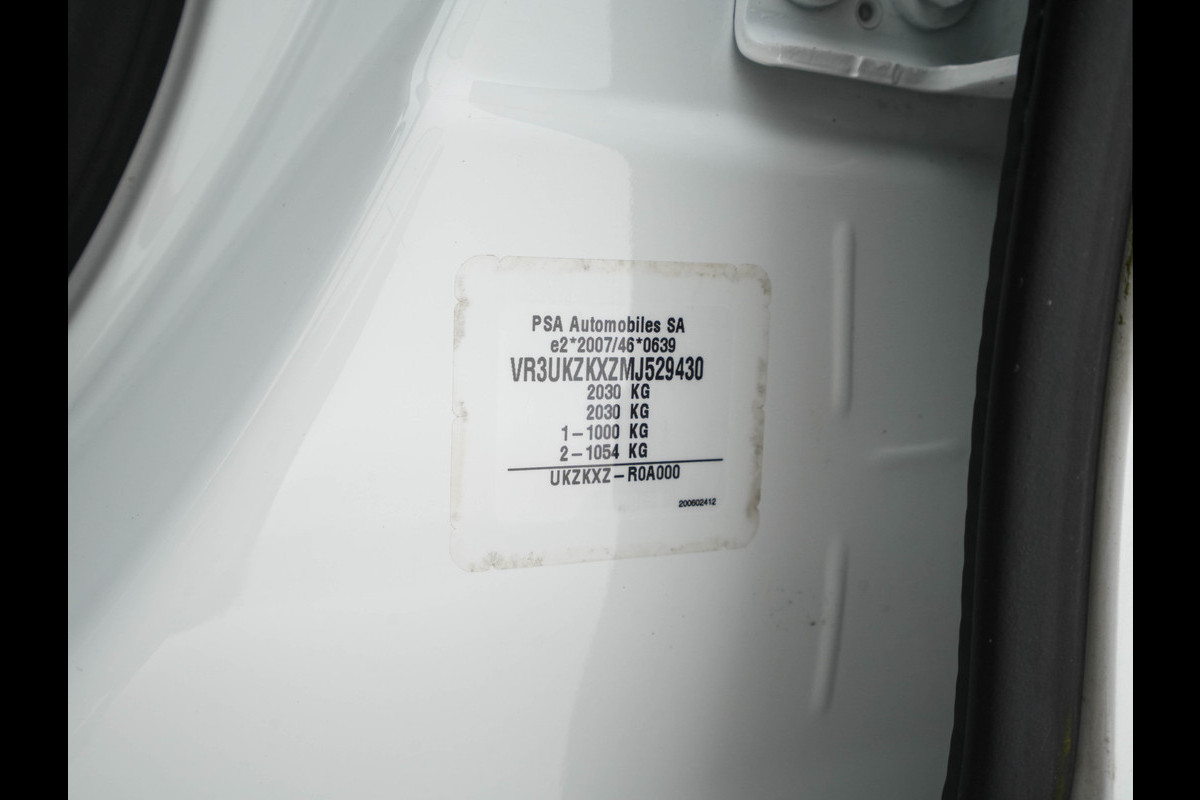 PSA Automobiles SA
e2*2007/46*0639
VR3UKZKXZMJ529430
2030 KG
2030 KG
1-1000 KG
2-1054 KG
UKZKXZ-R0A000
200602412